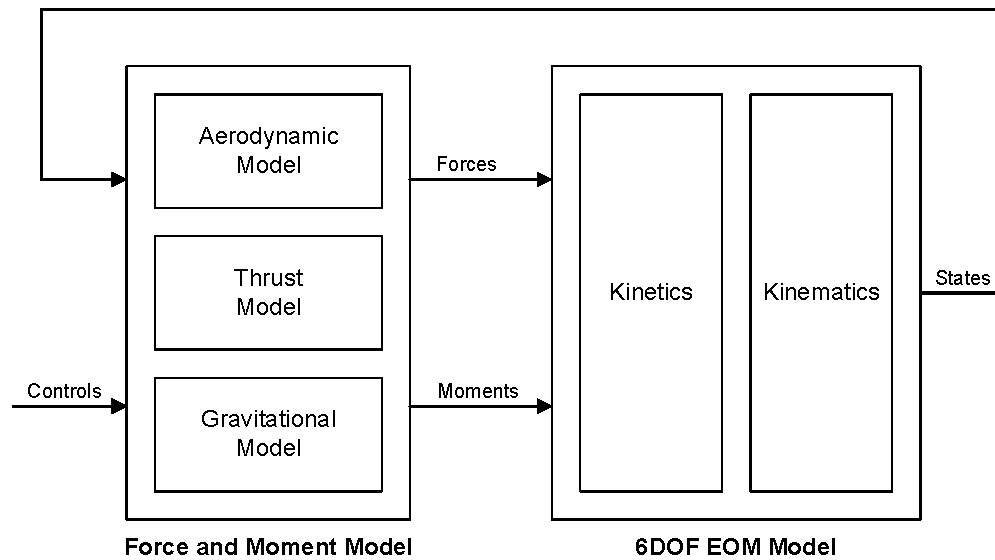 Aerodynamic
Model
Forces
Thrust
Model
Kinetics
Kinematics
States
Controls
Gravitational
Model
Moments
Force and Moment Model
6DOF EOM Model